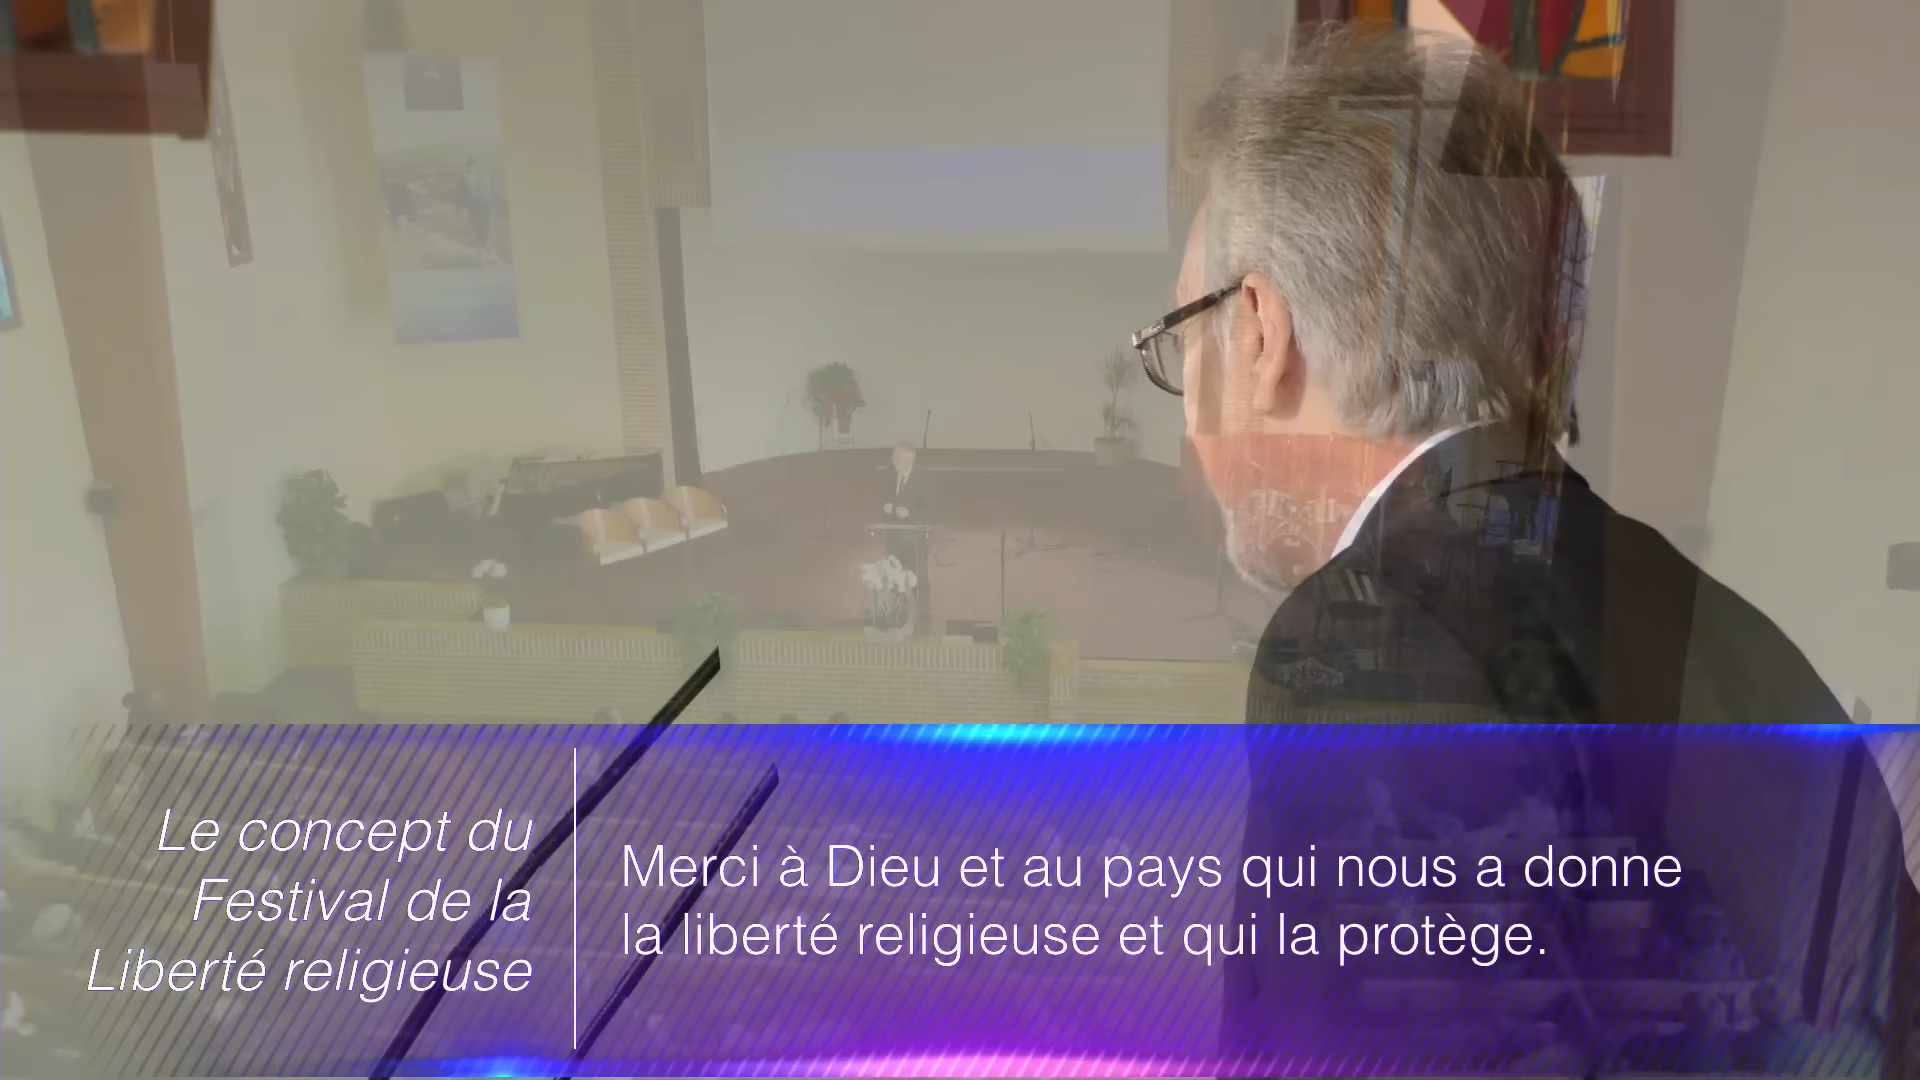 Le concept du
Festival de la
Liberté religieuse
Merci à Dieu et au pays qui nous a donne
la liberté religieuse et qui la protège.